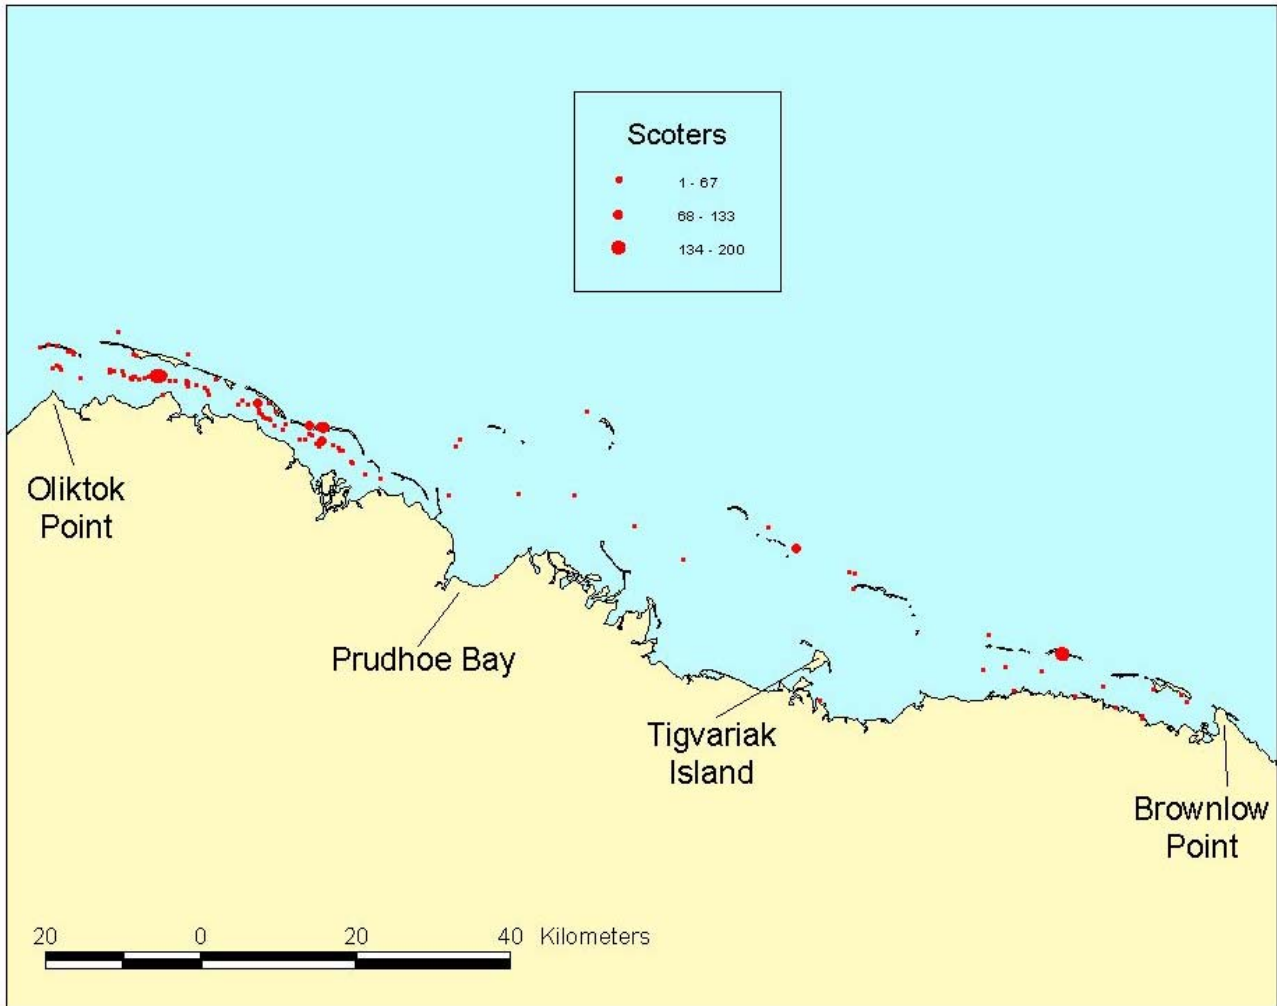 Scoters
1 - 67
68 - 133
134 - 200
Oliktok
Point
Prudhoe Bay
Tigvariak
Island
Brownlow
Point
20 0 20 40 Kilometers